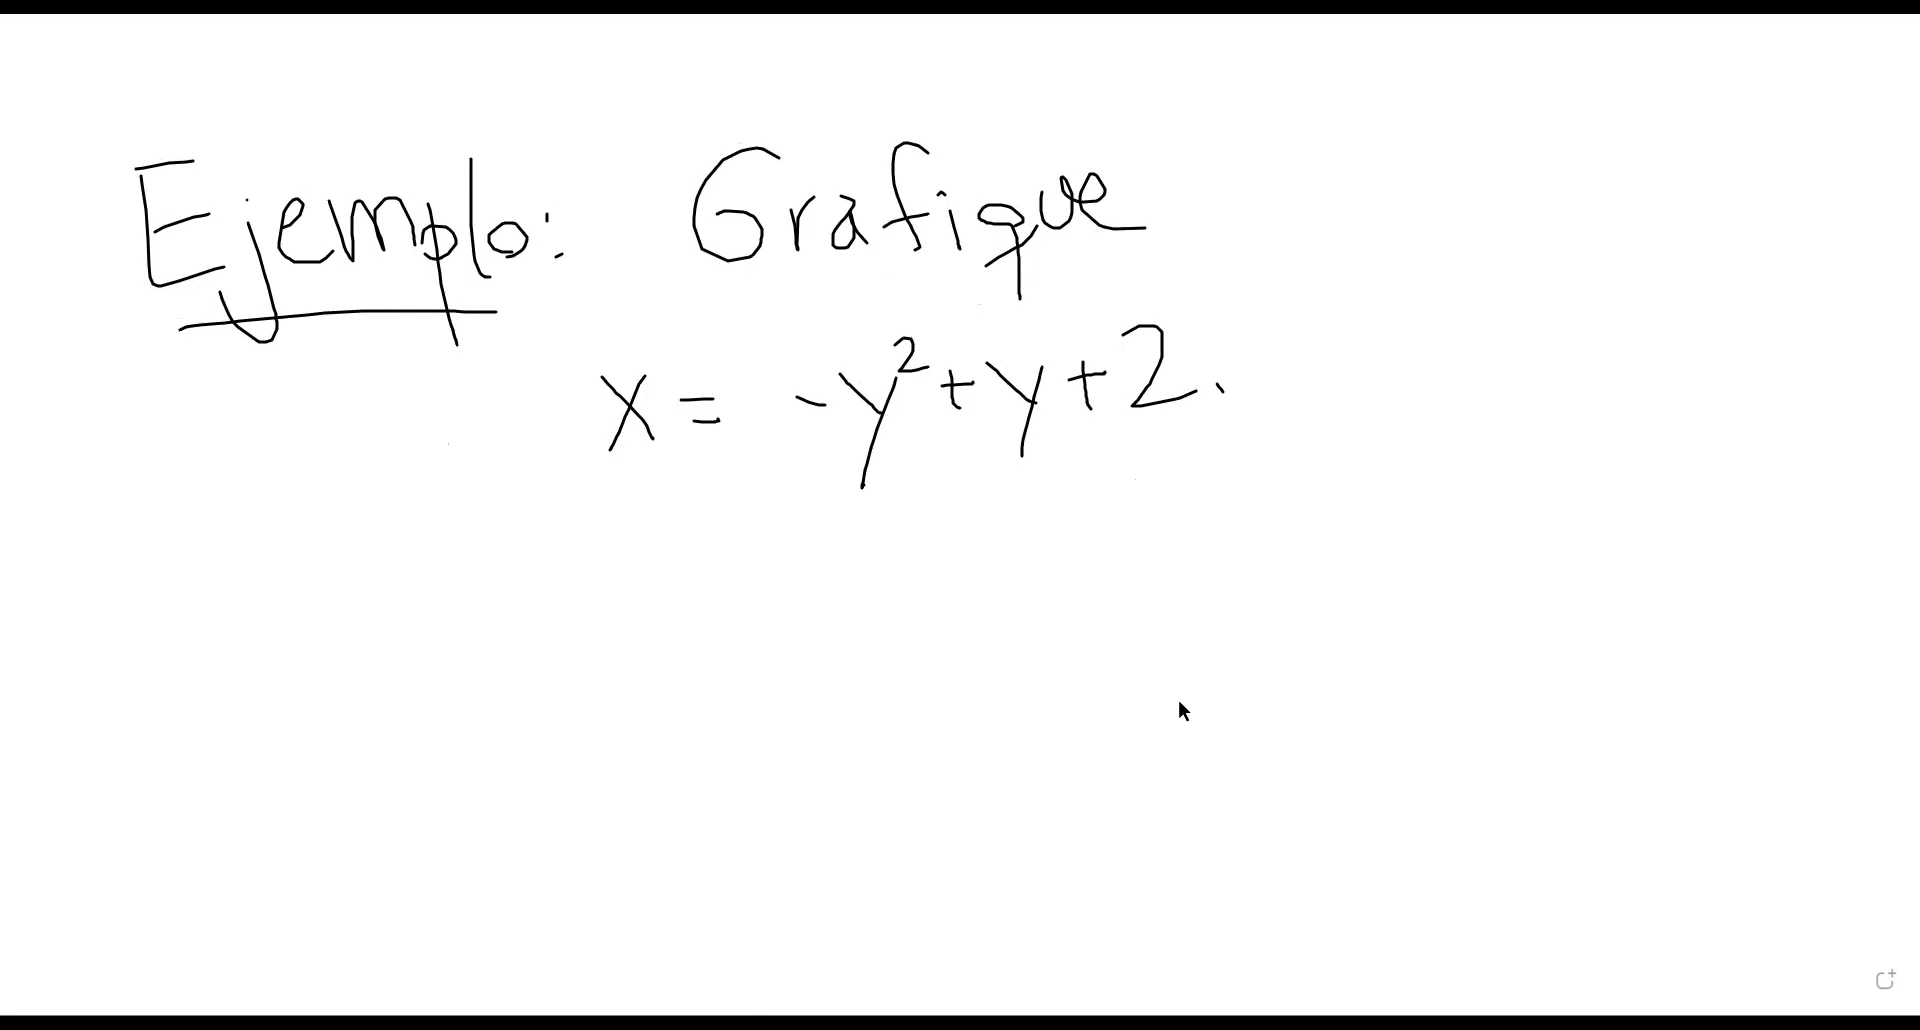 Ejemplo: Grafique
x = -y² + y + 2.